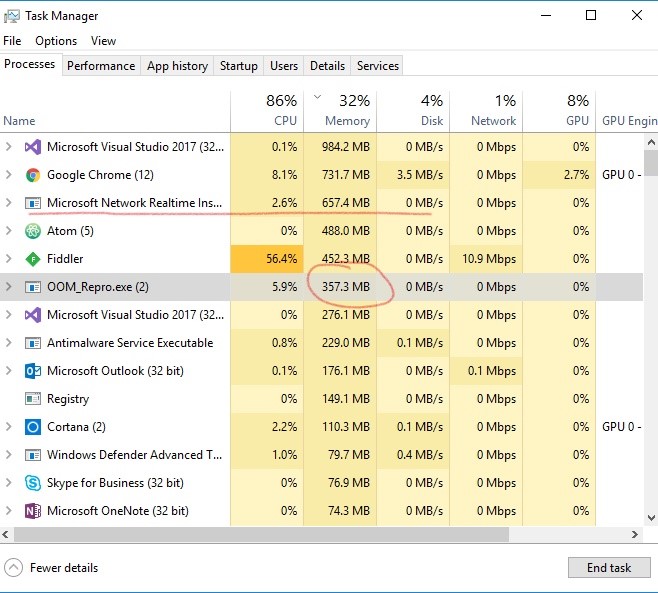 Task Manager
File Options View
Processes Performance App history Startup Users Details Services
86% 32% 4% 1% 8%
Name CPU Memory Disk Network GPU GPU Engin
Microsoft Visual Studio 2017 (32... 0.1% 984.2 MB 0 MB/s 0 Mbps 0%
Google Chrome (12) 8.1% 731.7 MB 3.5 MB/s 0 Mbps 2.7% GPU 0 -
Microsoft Network Realtime Ins... 2.6% 657.4 MB 0 MB/s 0 Mbps 0%
Atom (5) 0% 488.0 MB 0 MB/s 0 Mbps 0%
Fiddler 56.4% 452.3 MB 0 MB/s 10.9 Mbps 0%
OOM_Repro.exe (2) 5.9% 357.3 MB 0 MB/s 0 Mbps 0%
Microsoft Visual Studio 2017 (32... 0% 276.1 MB 0 MB/s 0 Mbps 0%
Antimalware Service Executable 0.8% 229.0 MB 0.1 MB/s 0 Mbps 0%
Microsoft Outlook (32 bit) 0.1% 176.1 MB 0 MB/s 0.1 Mbps 0%
Registry 0% 149.1 MB 0 MB/s 0 Mbps 0%
Cortana (2) 2.2% 110.3 MB 0.1 MB/s 0 Mbps 0% GPU 0 -
Windows Defender Advanced T... 1.0% 79.7 MB 0.4 MB/s 0 Mbps 0%
Skype for Business (32 bit) 0% 76.9 MB 0 MB/s 0 Mbps 0%
Microsoft OneNote (32 bit) 0% 74.3 MB 0 MB/s 0 Mbps 0%
Fewer details End task